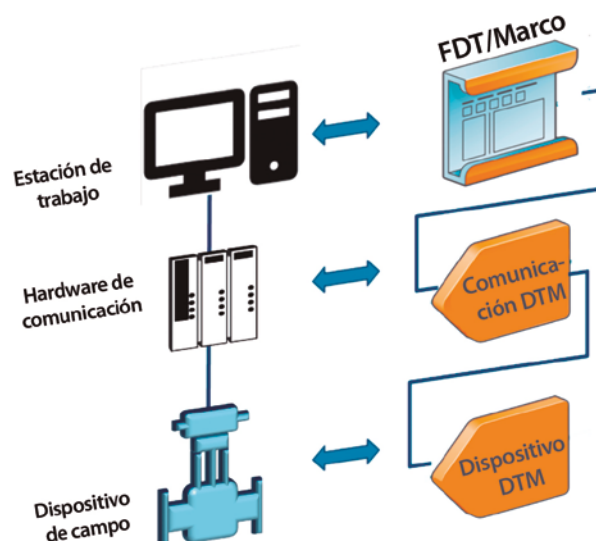 FDT/Marco
Estación de
trabajo
Hardware de
comunicación
Comunica-
ción DTM
Dispositivo
DTM
Dispositivo
de campo